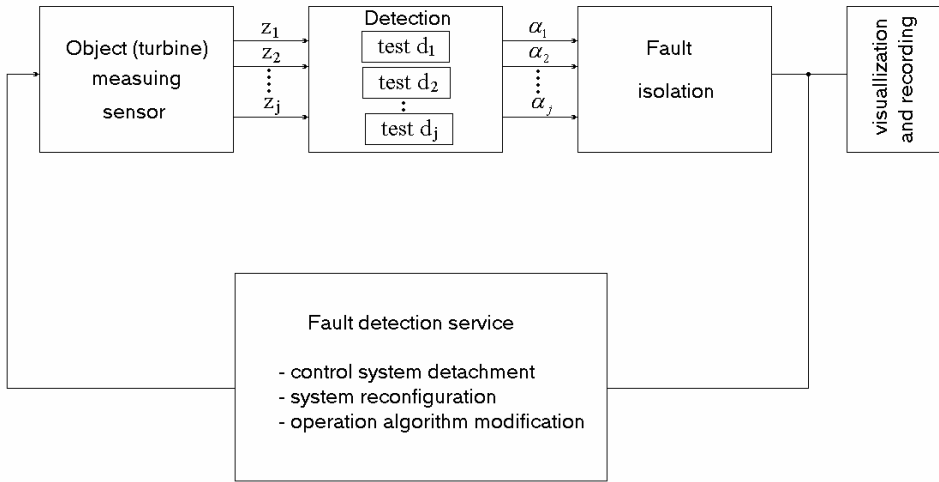 Object (turbine)
measuing
sensor
z1
z2
zj
Detection
test d1
test d2
test dj
α1
α2
αj
Fault
isolation
visuallization
and recording
Fault detection service
- control system detachment
- system reconfiguration
- operation algorithm modification